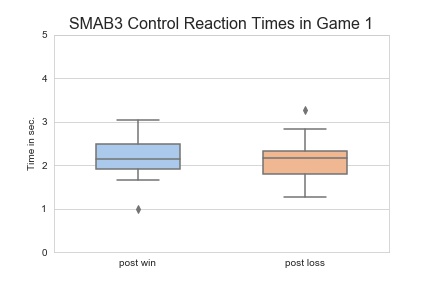 SMAB3 Control Reaction Times in Game 1
5
4
3
2
1
0
Time in sec.
post win
post loss